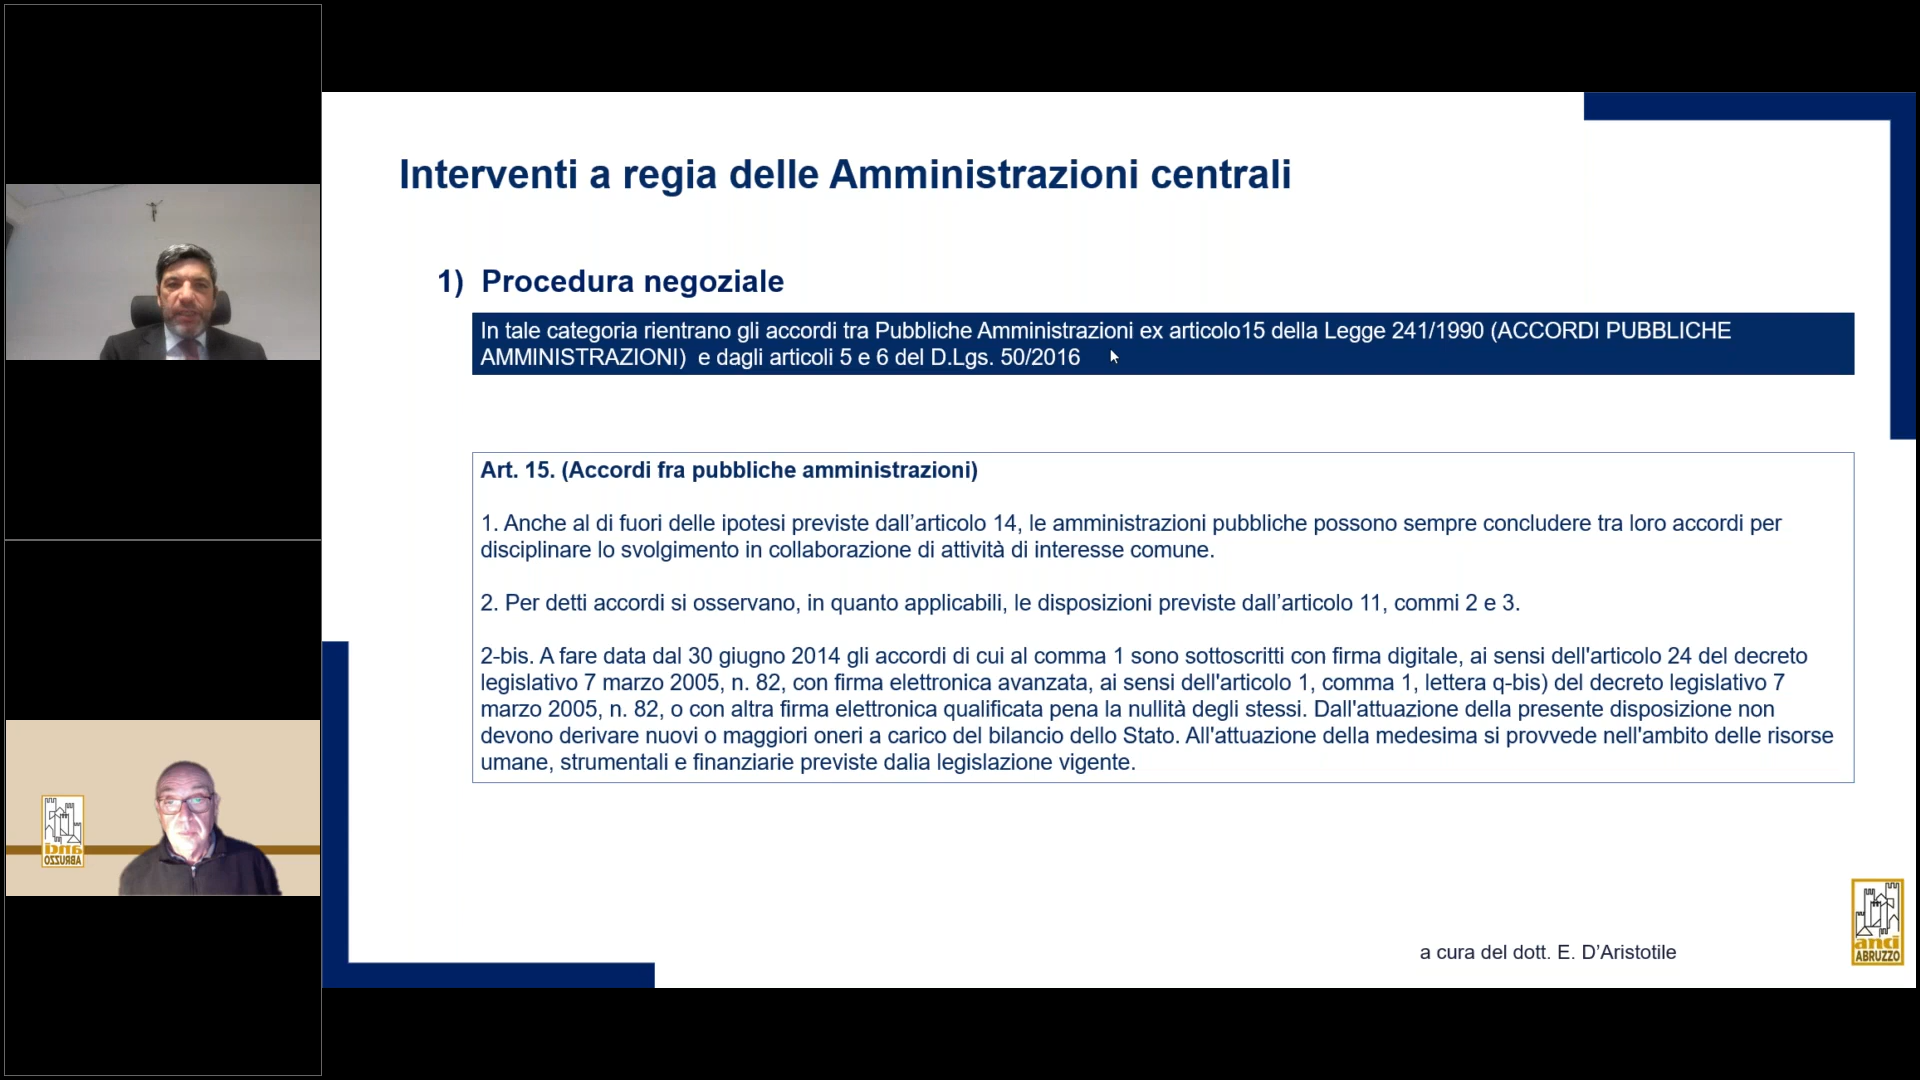 Interventi a regia delle Amministrazioni centrali
1) Procedura negoziale
In tale categoria rientrano gli accordi tra Pubbliche Amministrazioni ex articolo15 della Legge 241/1990 (ACCORDI PUBBLICHE
AMMINISTRAZIONI) e dagli articoli 5 e 6 del D.Lgs. 50/2016
Art. 15. (Accordi fra pubbliche amministrazioni)
1. Anche al di fuori delle ipotesi previste dall’articolo 14, le amministrazioni pubbliche possono sempre concludere tra loro accordi per
disciplinare lo svolgimento in collaborazione di attività di interesse comune.
2. Per detti accordi si osservano, in quanto applicabili, le disposizioni previste dall’articolo 11, commi 2 e 3.
2-bis. A fare data dal 30 giugno 2014 gli accordi di cui al comma 1 sono sottoscritti con firma digitale, ai sensi dell'articolo 24 del decreto
legislativo 7 marzo 2005, n. 82, con firma elettronica avanzata, ai sensi dell'articolo 1, comma 1, lettera q-bis) del decreto legislativo 7
marzo 2005, n. 82, o con altra firma elettronica qualificata pena la nullità degli stessi. Dall'attuazione della presente disposizione non
devono derivare nuovi o maggiori oneri a carico del bilancio dello Stato. All'attuazione della medesima si provvede nell'ambito delle risorse
umane, strumentali e finanziarie previste dalia legislazione vigente.
a cura del dott. E. D’Aristotile
anci
ABRUZZO
anci
ABRUZZO